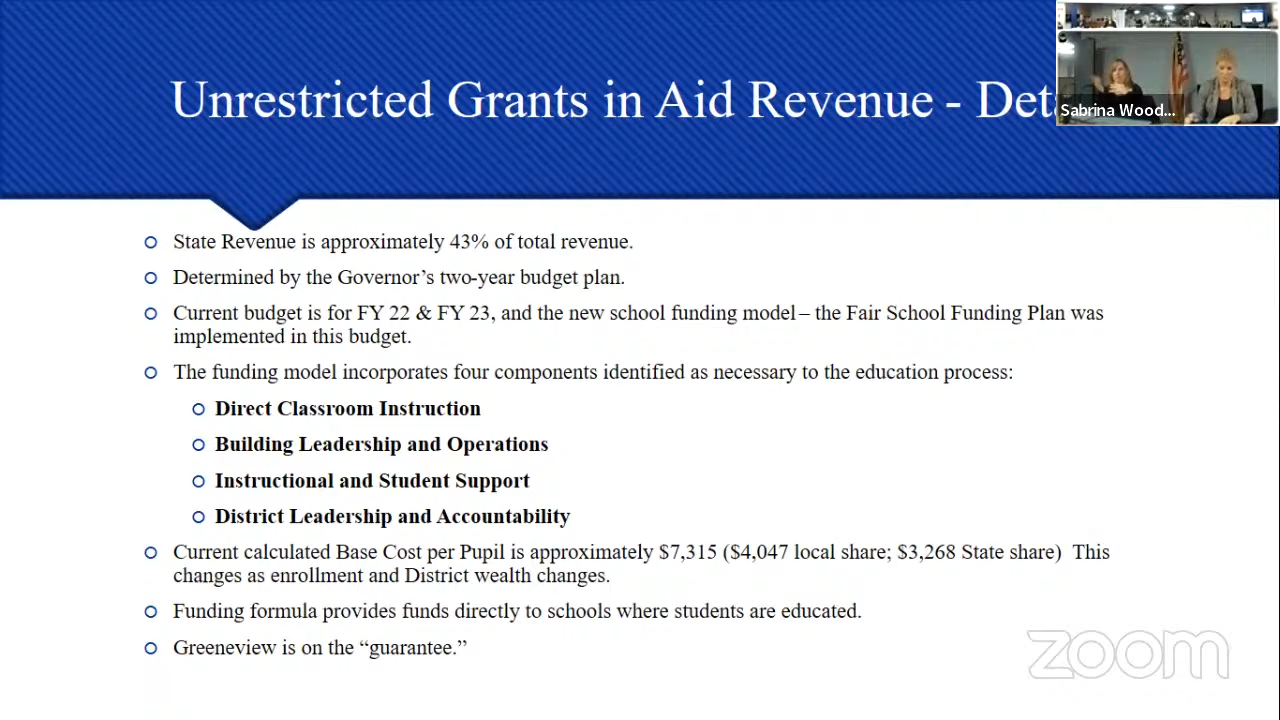 Unrestricted Grants in Aid Revenue - Deta
Sabrina Wood...
State Revenue is approximately 43% of total revenue.
Determined by the Governor's two-year budget plan.
Current budget is for FY 22 & FY 23, and the new school funding model – the Fair School Funding Plan was
implemented in this budget.
The funding model incorporates four components identified as necessary to the education process:
Direct Classroom Instruction
Building Leadership and Operations
Instructional and Student Support
District Leadership and Accountability
Current calculated Base Cost per Pupil is approximately $7,315 ($4,047 local share; $3,268 State share)  This
changes as enrollment and District wealth changes.
Funding formula provides funds directly to schools where students are educated.
Greeneview is on the “guarantee.”
zoom